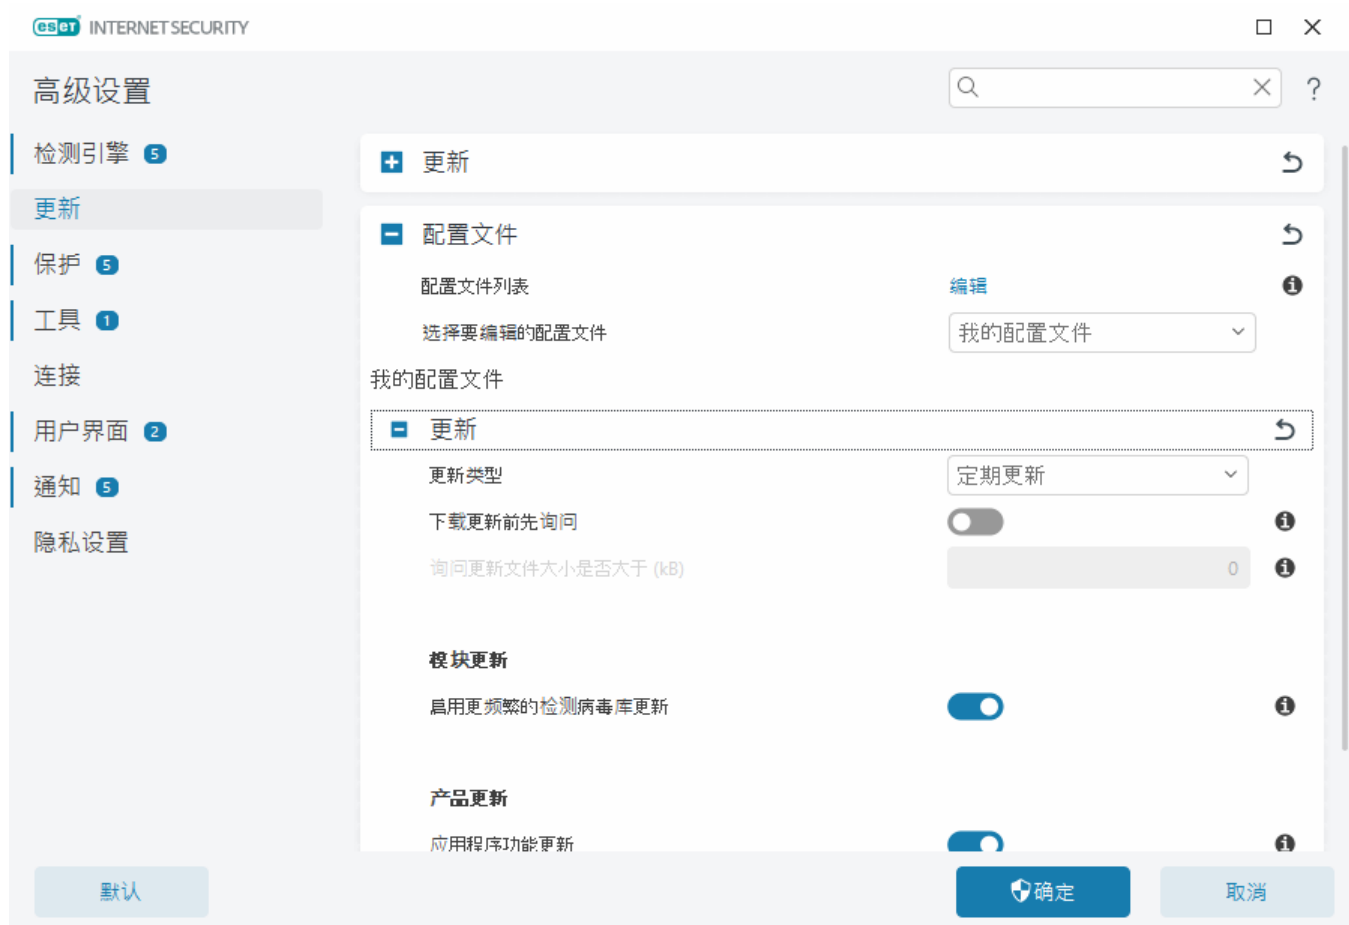 eset INTERNET SECURITY
高级设置
?
检测引擎 5
更新
保护 5
工具 1
连接
用户界面 2
通知 5
隐私设置
更新
配置文件
配置文件列表 编辑
选择要编辑的配置文件 我的配置文件
我的配置文件
更新
更新类型 定期更新
下载更新前先询问
询问更新文件大小是否大于 (kB) 0
模块更新
启用更频繁的检测病毒库更新
产品更新
应用程序功能更新
默认 确定 取消